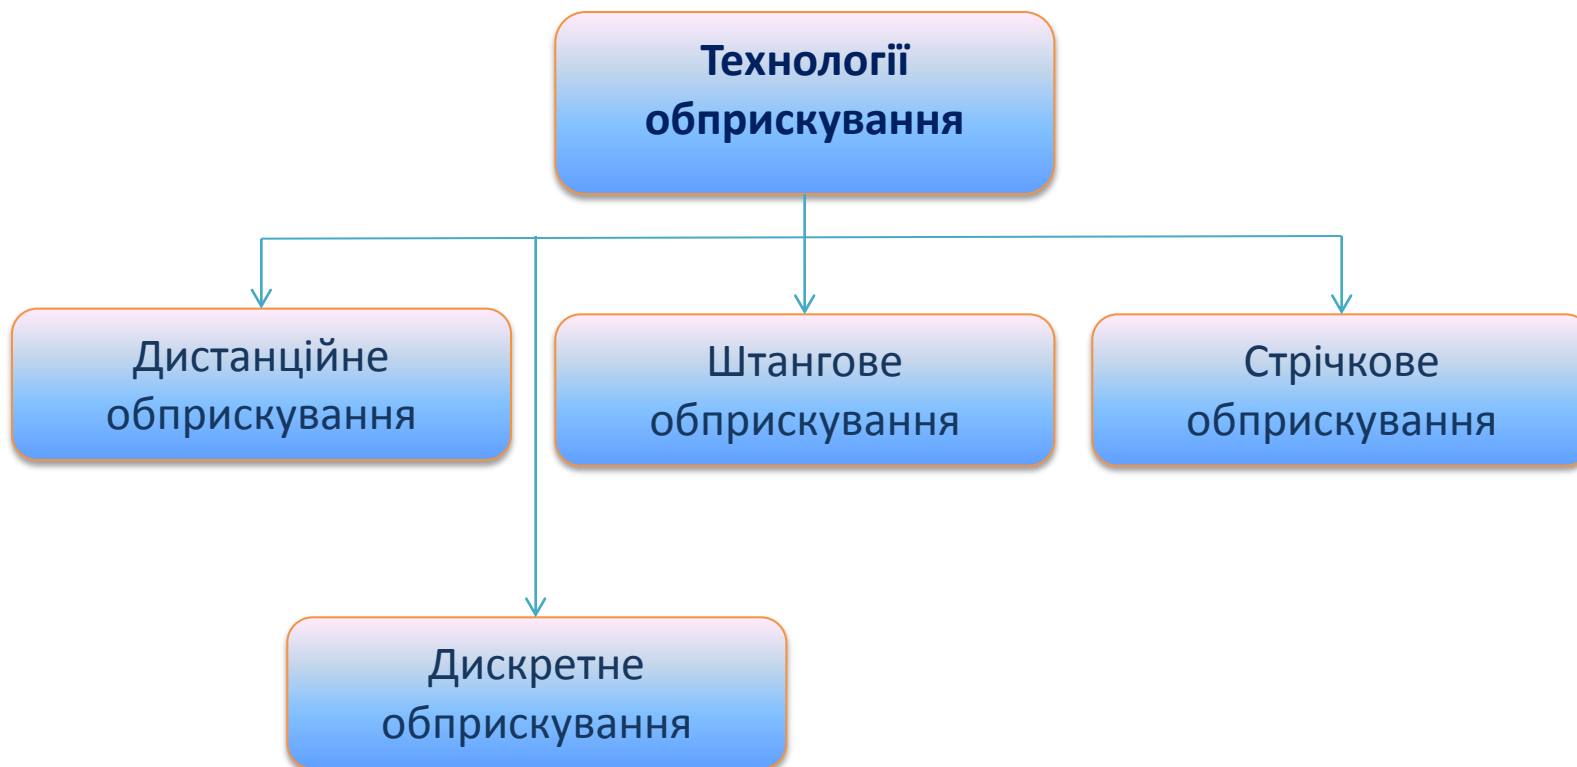 Технології
обприскування
Дистанційне
обприскування
Штангове
обприскування
Стрічкове
обприскування
Дискретне
обприскування